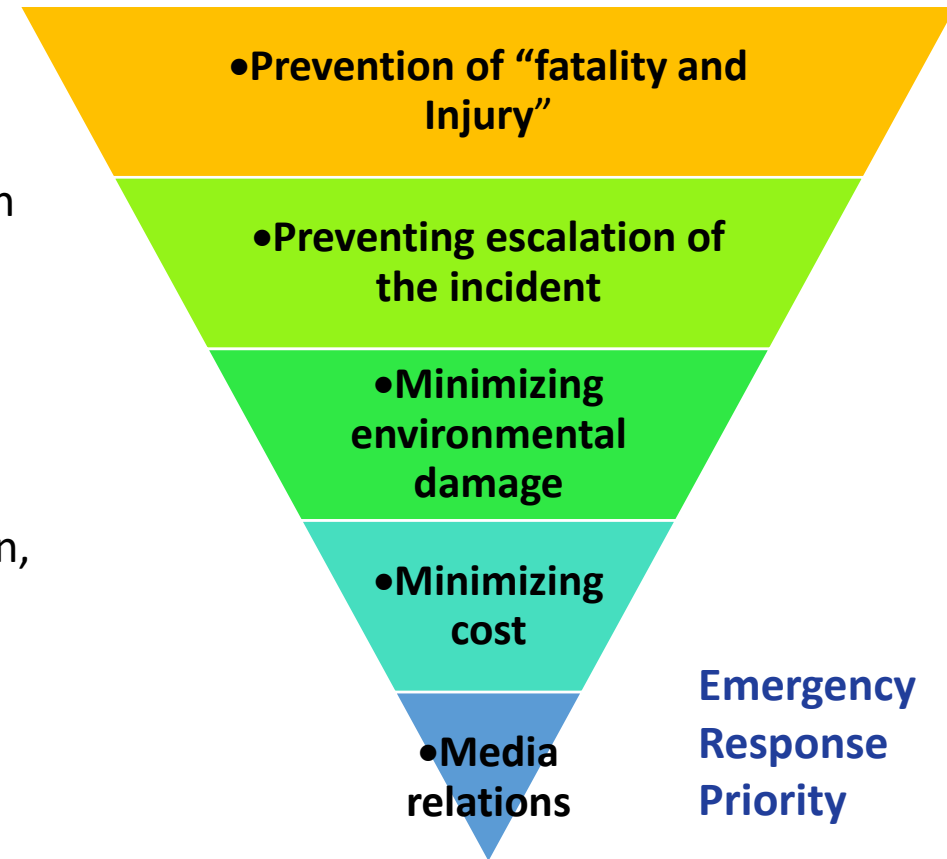 •Prevention of “fatality and
Injury”
•Preventing escalation of
the incident
•Minimizing
environmental
damage
•Minimizing
cost
•Media
relations
Emergency
Response
Priority